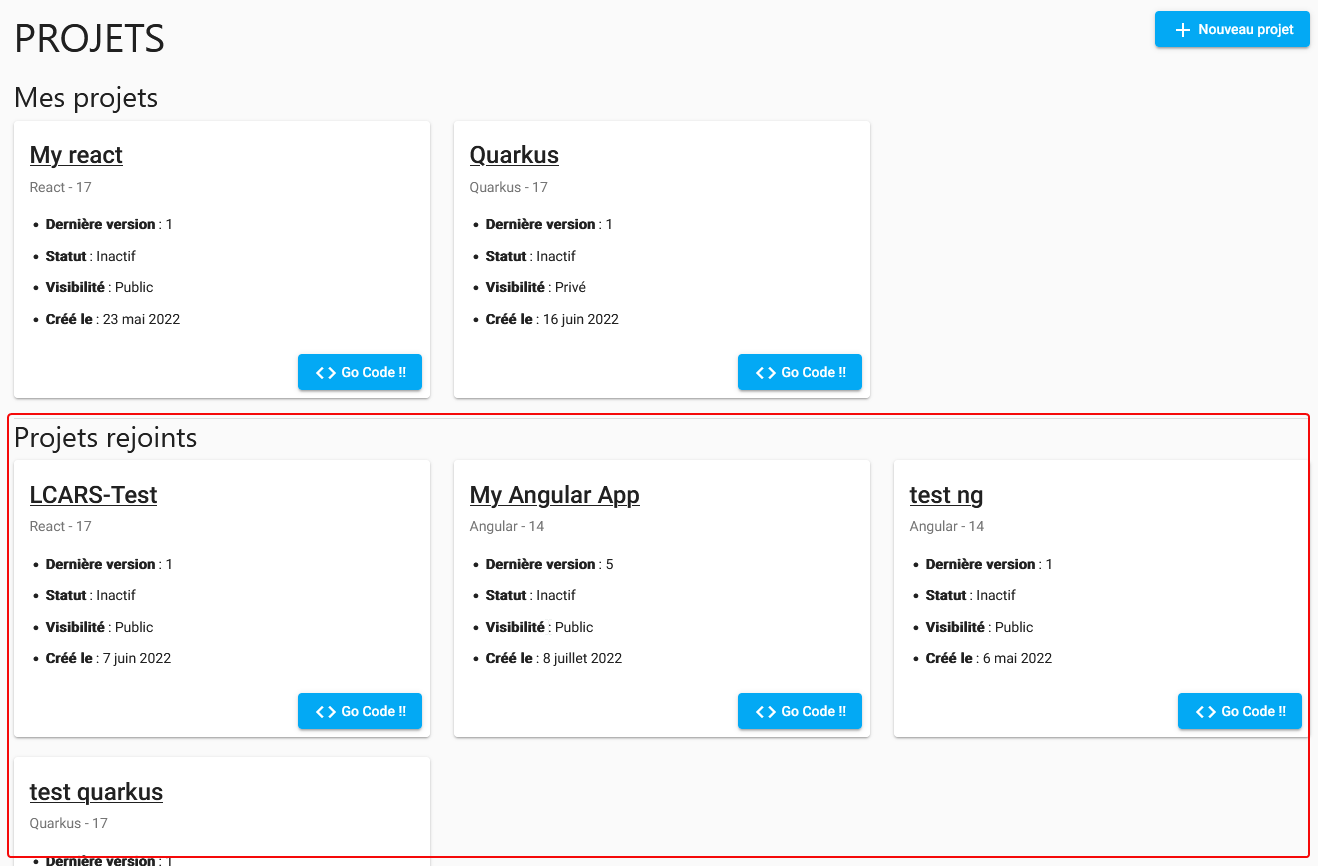 PROJETS
Nouveau projet
Mes projets
My react
React - 17
Dernière version : 1
Statut : Inactif
Visibilité : Public
Créé le : 23 mai 2022
Go Code !!
Quarkus
Quarkus - 17
Dernière version : 1
Statut : Inactif
Visibilité : Privé
Créé le : 16 juin 2022
Go Code !!
Projets rejoints
LCARS-Test
React - 17
Dernière version : 1
Statut : Inactif
Visibilité : Public
Créé le : 7 juin 2022
Go Code !!
My Angular App
Angular - 14
Dernière version : 5
Statut : Inactif
Visibilité : Public
Créé le : 8 juillet 2022
Go Code !!
test ng
Angular - 14
Dernière version : 1
Statut : Inactif
Visibilité : Public
Créé le : 6 mai 2022
Go Code !!
test quarkus
Quarkus - 17
Dernière version : 1